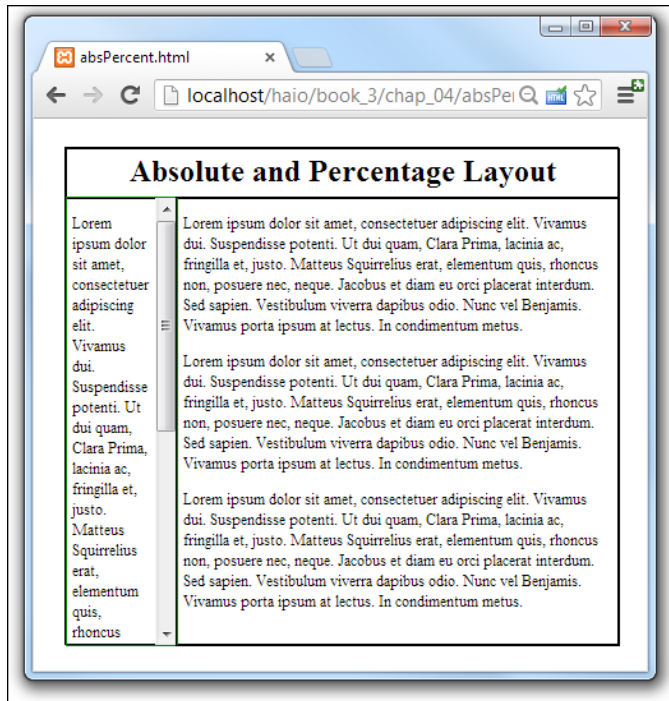 absPercent.html
localhost/haio/book_3/chap_04/absPe
HTML
Absolute and Percentage Layout
Lorem
ipsum dolor
sit amet,
consectetuer
adipiscing
elit.
Vivamus
dui.
Suspendisse
potenti. Ut
dui quam,
Clara Prima,
lacinia ac,
fringilla et,
justo.
Matteus
Squirrelius
erat,
elementum
quis,
rhoncus
Lorem ipsum dolor sit amet, consectetuer adipiscing elit. Vivamus
dui. Suspendisse potenti. Ut dui quam, Clara Prima, lacinia ac,
fringilla et, justo. Matteus Squirrelius erat, elementum quis, rhoncus
non, posuere nec, neque. Jacobus et diam eu orci placerat interdum.
Sed sapien. Vestibulum viverra dapibus odio. Nunc vel Benjamis.
Vivamus porta ipsum at lectus. In condimentum metus.
Lorem ipsum dolor sit amet, consectetuer adipiscing elit. Vivamus
dui. Suspendisse potenti. Ut dui quam, Clara Prima, lacinia ac,
fringilla et, justo. Matteus Squirrelius erat, elementum quis, rhoncus
non, posuere nec, neque. Jacobus et diam eu orci placerat interdum.
Sed sapien. Vestibulum viverra dapibus odio. Nunc vel Benjamis.
Vivamus porta ipsum at lectus. In condimentum metus.
Lorem ipsum dolor sit amet, consectetuer adipiscing elit. Vivamus
dui. Suspendisse potenti. Ut dui quam, Clara Prima, lacinia ac,
fringilla et, justo. Matteus Squirrelius erat, elementum quis, rhoncus
non, posuere nec, neque. Jacobus et diam eu orci placerat interdum.
Sed sapien. Vestibulum viverra dapibus odio. Nunc vel Benjamis.
Vivamus porta ipsum at lectus. In condimentum metus.